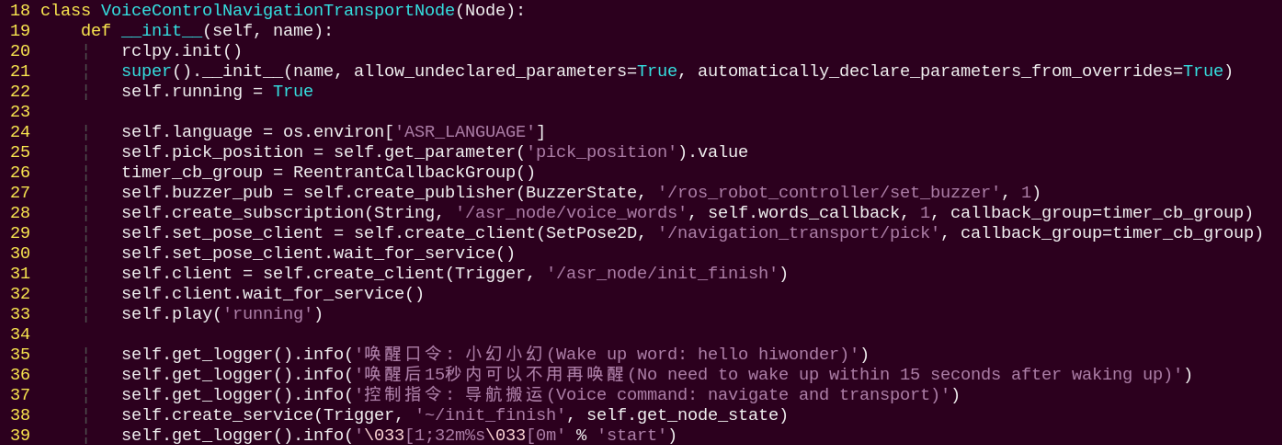 18 class VoiceControlNavigationTransportNode(Node):
19     def __init__(self, name):
20         rclpy.init()
21         super().__init__(name, allow_undeclared_parameters=True, automatically_declare_parameters_from_overrides=True)
22         self.running = True
23
24         self.language = os.environ['ASR_LANGUAGE']
25         self.pick_position = self.get_parameter('pick_position').value
26         timer_cb_group = ReentrantCallbackGroup()
27         self.buzzer_pub = self.create_publisher(BuzzerState, '/ros_robot_controller/set_buzzer', 1)
28         self.create_subscription(String, '/asr_node/voice_words', self.words_callback, 1, callback_group=timer_cb_group)
29         self.set_pose_client = self.create_client(SetPose2D, '/navigation_transport/pick', callback_group=timer_cb_group)
30         self.set_pose_client.wait_for_service()
31         self.client = self.create_client(Trigger, '/asr_node/init_finish')
32         self.client.wait_for_service()
33         self.play('running')
34
35         self.get_logger().info('唤醒口令: 小幻小幻(Wake up word: hello hiwonder)')
36         self.get_logger().info('唤醒后15秒内可以不用再唤醒(No need to wake up within 15 seconds after waking up)')
37         self.get_logger().info('控制指令: 导航搬运(Voice command: navigate and transport)')
38         self.create_service(Trigger, '~/init_finish', self.get_node_state)
39         self.get_logger().info('\033[1;32m%s\033[0m' % 'start')